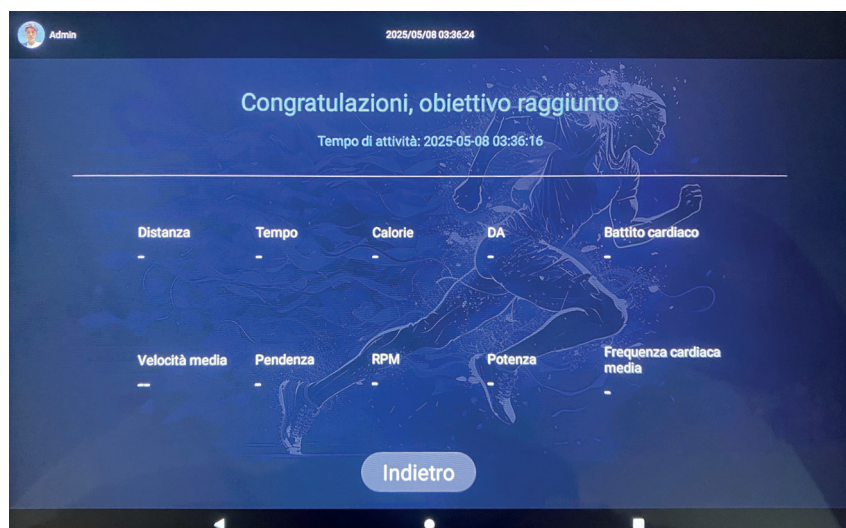 Admin
2025/05/08 03:36:24
Congratulazioni, obiettivo raggiunto
Tempo di attività: 2025-05-08 03:36:16
Distanza Tempo Calorie DA Battito cardiaco
- - - - -
Velocità media Pendenza RPM Potenza Frequenza cardiaca media
-- - - - -
Indietro